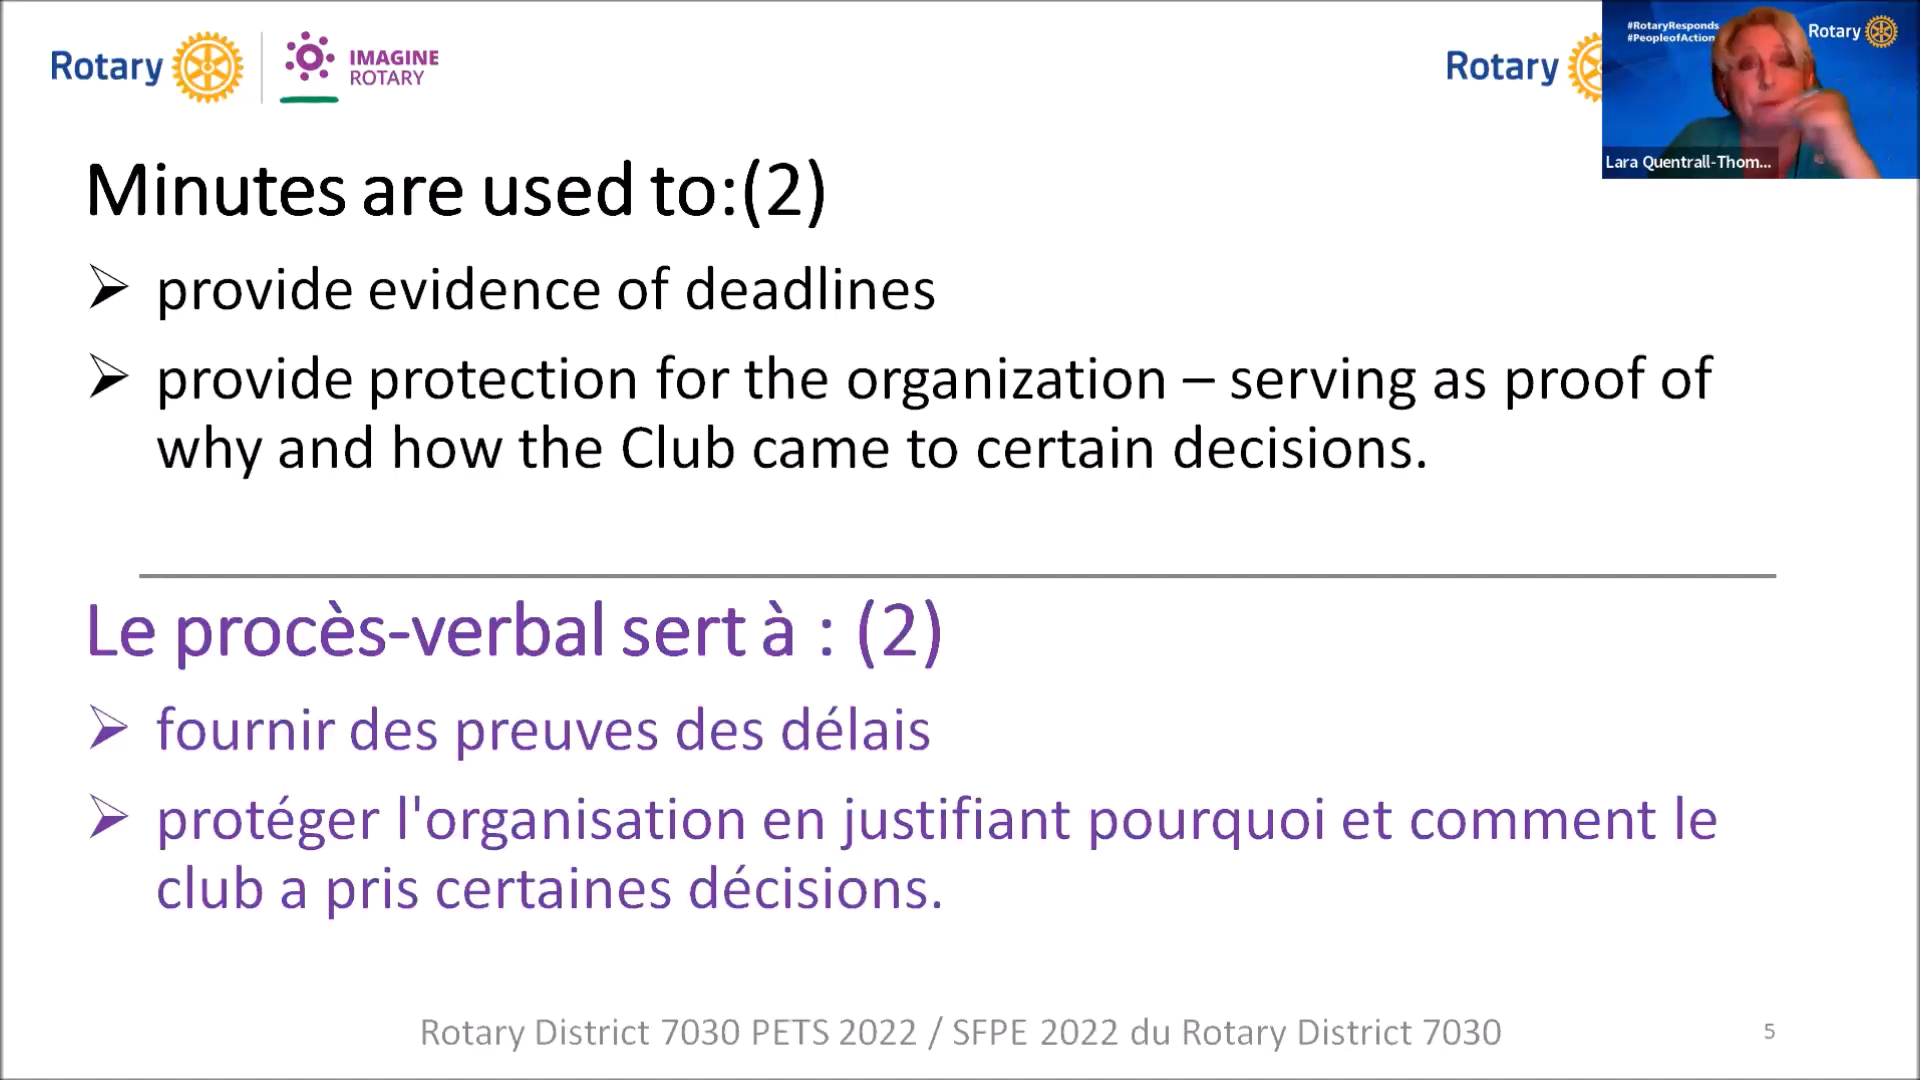 Rotary
IMAGINE
ROTARY
Rotary
#RotaryResponds
#PeopleofAction
Rotary
Lara Quentrall-Thom...
Minutes are used to:(2)
➢ provide evidence of deadlines
➢ provide protection for the organization – serving as proof of
why and how the Club came to certain decisions.
Le procès-verbal sert à : (2)
➢ fournir des preuves des délais
➢ protéger l'organisation en justifiant pourquoi et comment le
club a pris certaines décisions.
Rotary District 7030 PETS 2022 / SFPE 2022 du Rotary District 7030
5